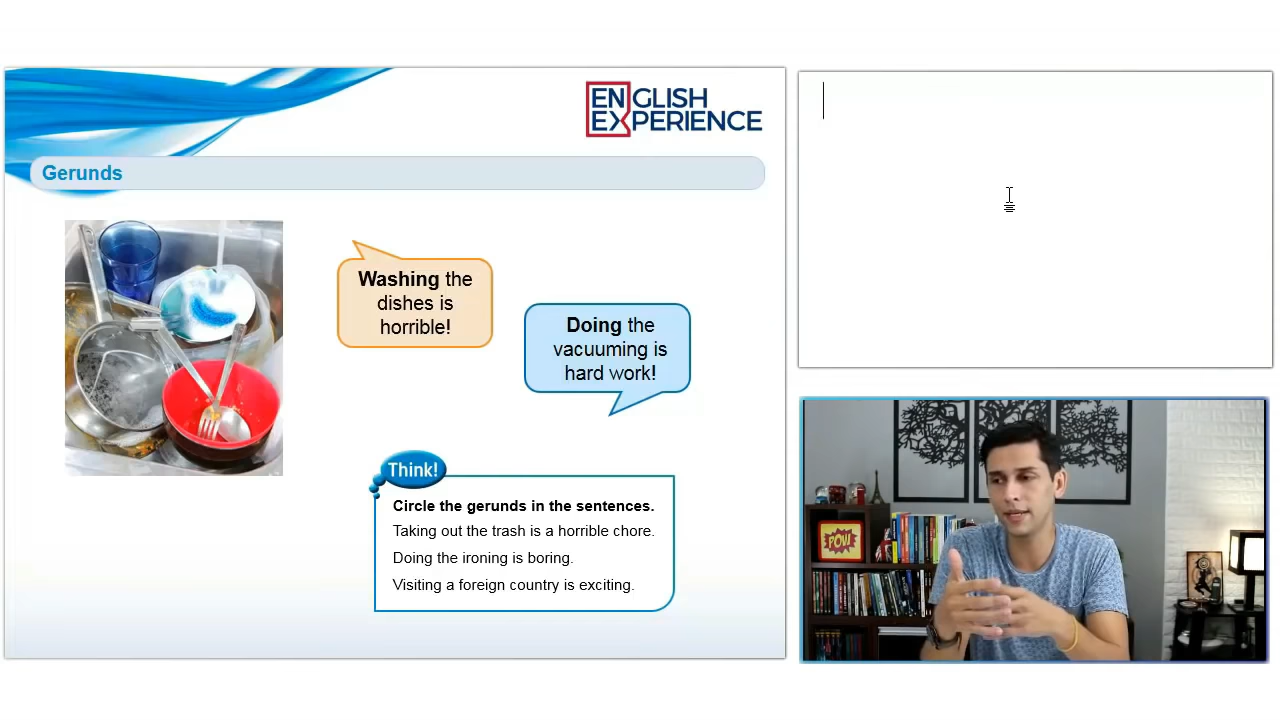 ENGLISH
EXPERIENCE
Gerunds
Washing the
dishes is
horrible!
Doing the
vacuuming is
hard work!
Think!
Circle the gerunds in the sentences.
Taking out the trash is a horrible chore.
Doing the ironing is boring.
Visiting a foreign country is exciting.
POW!